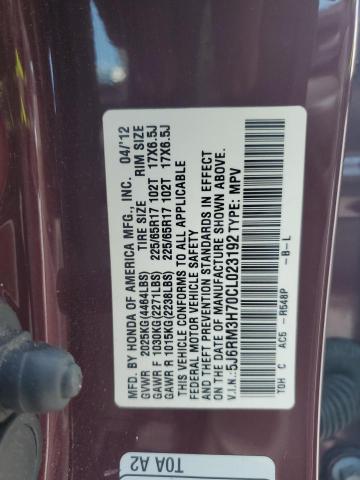 MFD. BY HONDA OF AMERICA MFG., INC. 04/'12
GVWR 2025KG(4464LBS) TIRE SIZE RIM SIZE
GAWR F 1030KG(2271LBS) 225/65R17 102T 17X6.5J
GAWR R 1015KG(2238LBS) 225/65R17 102T 17X6.5J
THIS VEHICLE CONFORMS TO ALL APPLICABLE
FEDERAL MOTOR VEHICLE SAFETY STANDARDS IN EFFECT
ON THE DATE OF MANUFACTURE SHOWN ABOVE.
V.I.N.: 5J6RM3H70CL023192 TYPE: MPV
T0H C AC5 - R548P -B-L
T0A A2